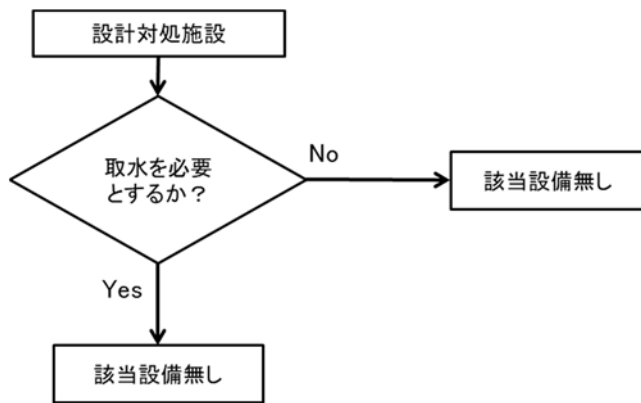 設計対処施設
取水を必要
とするか？
No
該当設備無し
Yes
該当設備無し